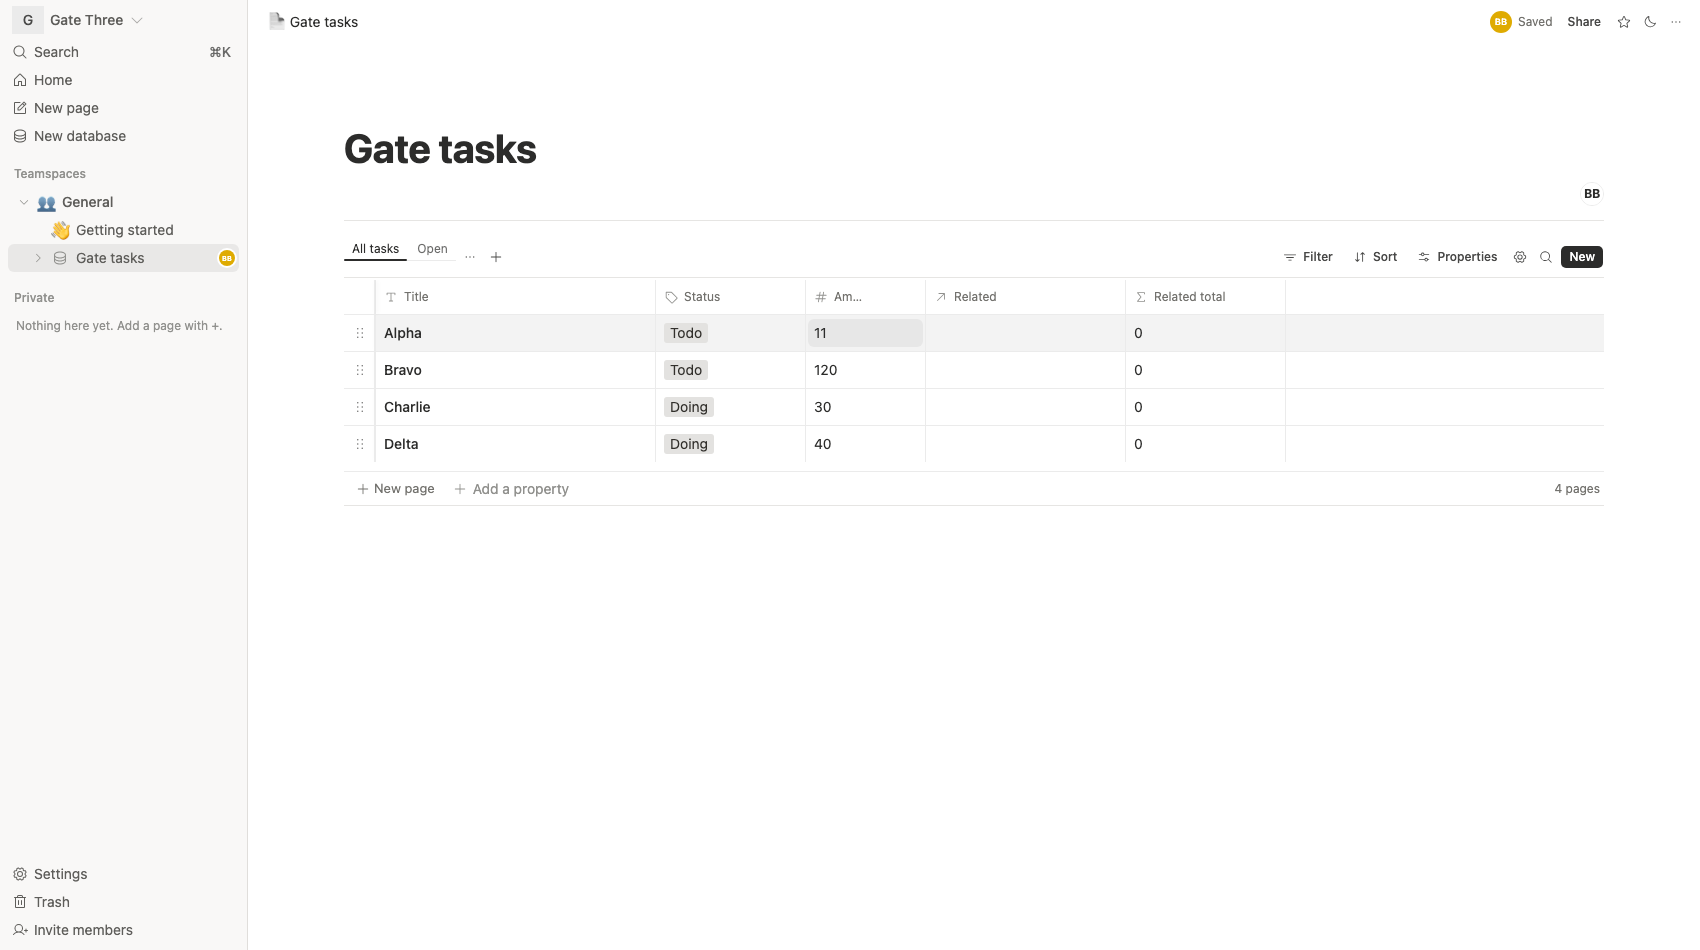 G Gate Three
Search ⌘K
Home
New page
New database
Teamspaces
General
Getting started
Gate tasks BB
Private
Nothing here yet. Add a page with +.
Settings
Trash
Invite members
Gate tasks
BB Saved Share
Gate tasks
BB
All tasks Open
Filter Sort Properties New
Title Status Am... Related Related total
Alpha Todo 11 0
Bravo Todo 120 0
Charlie Doing 30 0
Delta Doing 40 0
New page Add a property 4 pages